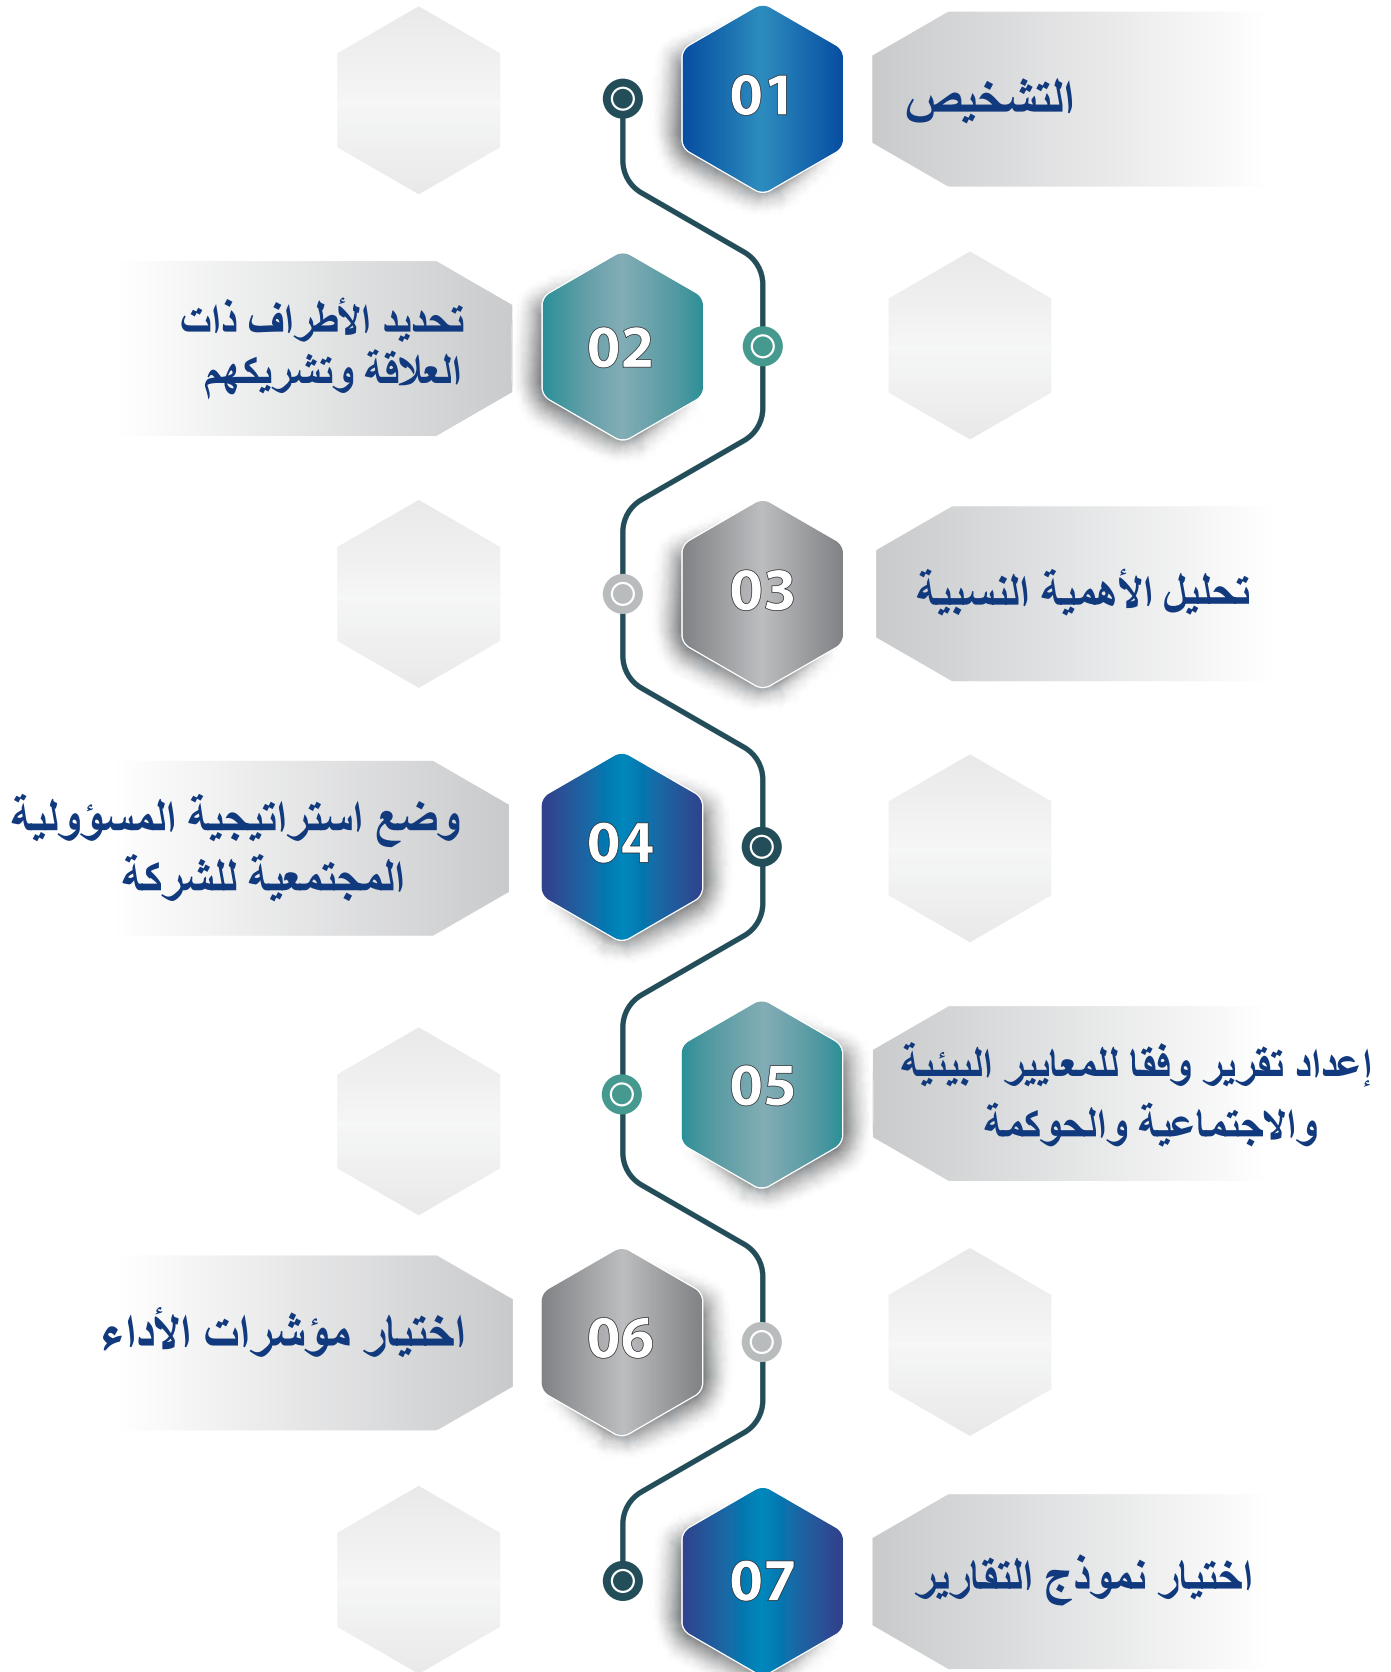 01
التشخيص
02
تحديد الأطراف ذات
العلاقة وتشريكهم
03
تحليل الأهمية النسبية
04
وضع استراتيجية المسؤولية
المجتمعية للشركة
05
إعداد تقرير وفقا للمعايير البيئية
والاجتماعية والحوكمة
06
اختيار مؤشرات الأداء
07
اختيار نموذج التقارير